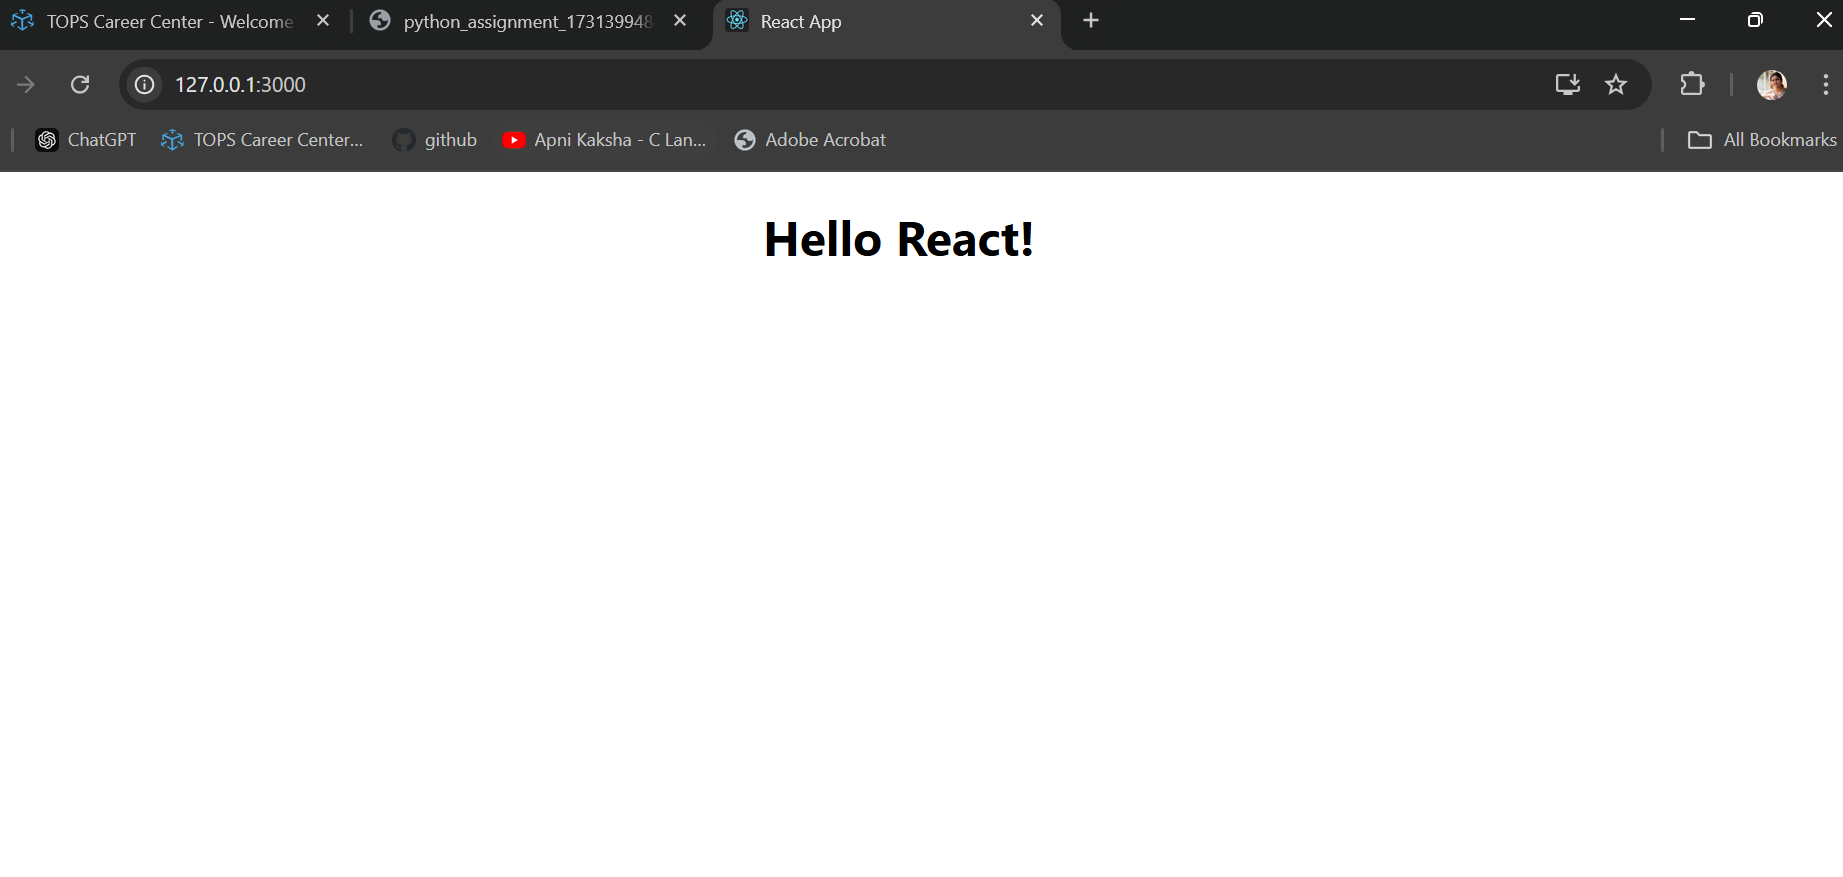 TOPS Career Center - Welcome
python_assignment_173139948
React App
127.0.0.1:3000
ChatGPT
TOPS Career Center...
github
Apni Kaksha - C Lan...
Adobe Acrobat
All Bookmarks
Hello React!